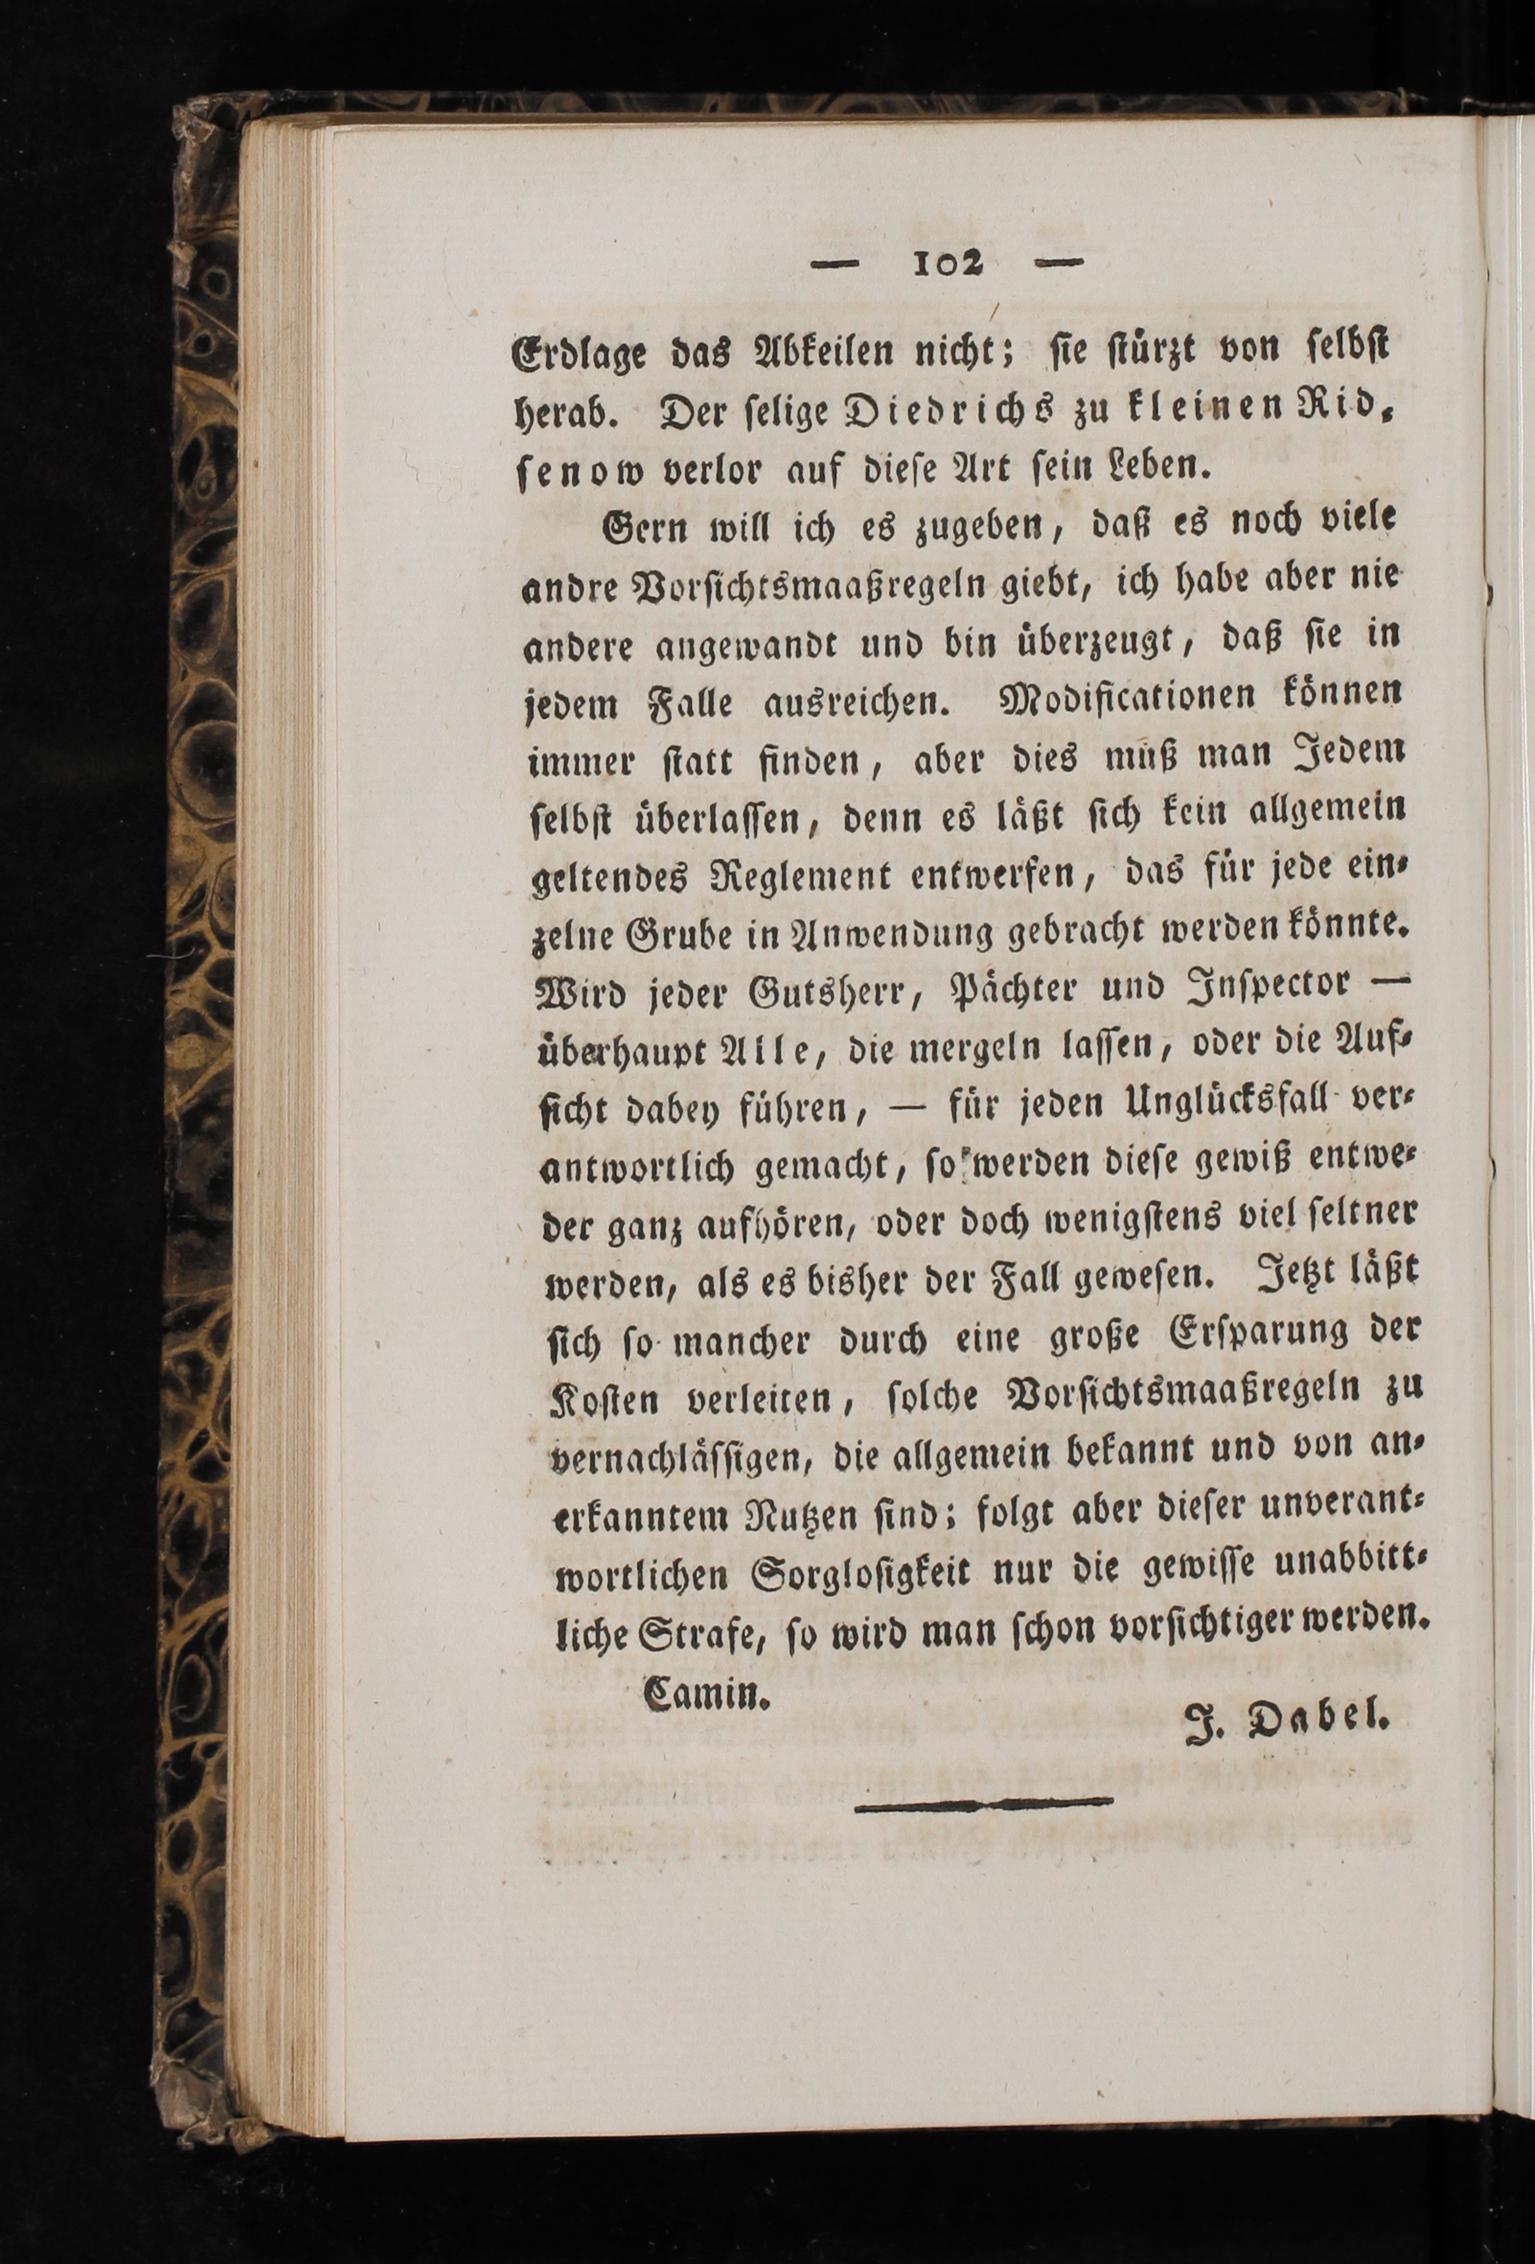 — 102 —
Erdlage das Abkeilen nicht; ſie ſtürzt von ſelbſt
herab. Der ſelige Diedrichs zu kleinen Rid⸗
ſenow verlor auf dieſe Art ſein Leben.
Gern will ich es zugeben, daß es noch viele
andre Vorſichtsmaaßregeln giebt, ich habe aber nie
andere angewandt und bin überzeugt, daß ſie in
jedem Falle ausreichen. Modificationen können
immer ſtatt finden, aber dies muß man Jedem
ſelbſt überlaſſen, denn es läßt ſich kein allgemein
geltendes Reglement entwerfen, das für jede ein⸗
zelne Grube in Anwendung gebracht werden könnte.
Wird jeder Gutsherr, Pächter und Inſpector —
überhaupt Alle, die mergeln laſſen, oder die Auf⸗
ſicht dabey führen, — für jeden Unglücksfall ver⸗
antwortlich gemacht, ſo werden dieſe gewiß entwe⸗
der ganz aufhören, oder doch wenigſtens viel ſeltner
werden, als es bisher der Fall geweſen. Jetzt läßt
ſich ſo mancher durch eine große Erſparung der
Koſten verleiten, ſolche Vorſichtsmaaßregeln zu
vernachläſſigen, die allgemein bekannt und von an⸗
erkanntem Nutzen ſind; folgt aber dieſer unverant⸗
wortlichen Sorgloſigkeit nur die gewiſſe unabbitt⸗
liche Strafe, ſo wird man ſchon vorſichtiger werden.
Camin.
J. Dabel.